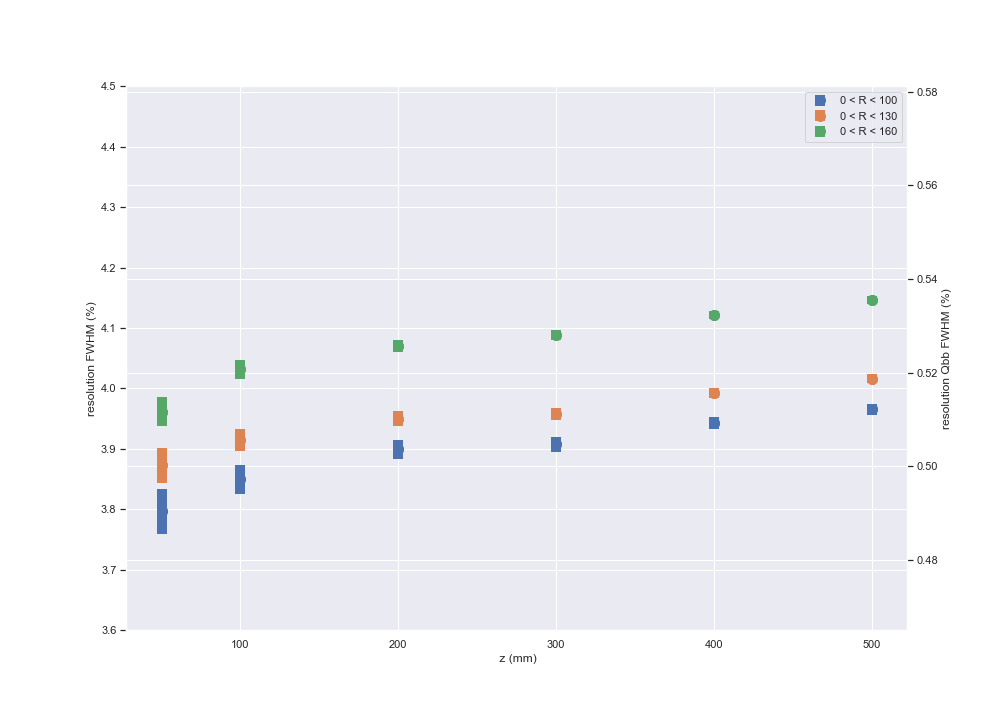 0 < R < 100
0 < R < 130
0 < R < 160
4.5
4.4
4.3
4.2
4.1
4.0
3.9
3.8
3.7
3.6
resolution FWHM (%)
0.58
0.56
0.54
0.52
0.50
0.48
resolution Qbb FWHM (%)
100 200 300 400 500
z (mm)